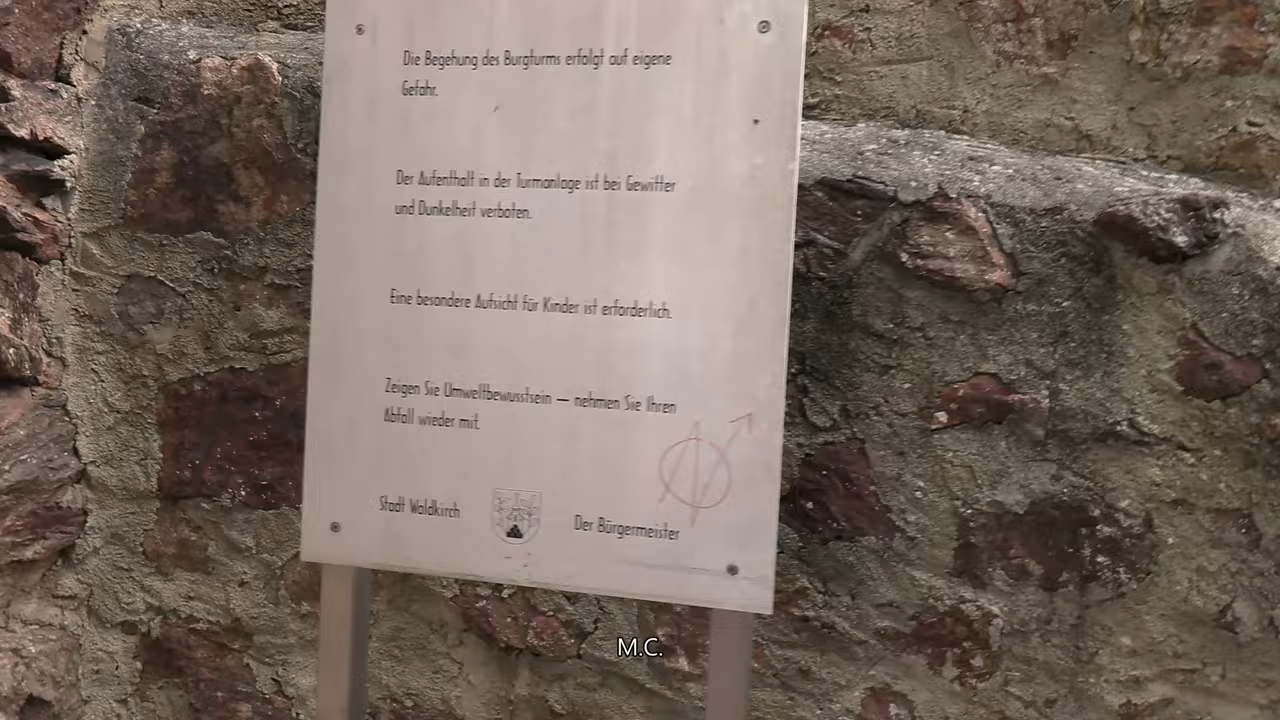 Die Begehung des Burgturms erfolgt auf eigene
Gefahr.
Der Aufenthalt in der Turmanlage ist bei Gewitter
und Dunkelheit verboten.
Eine besondere Aufsicht für Kinder ist erforderlich.
Zeigen Sie Umweltbewusstsein — nehmen Sie Ihren
Abfall wieder mit.
Stadt Waldkirch
Der Bürgermeister
M.C.